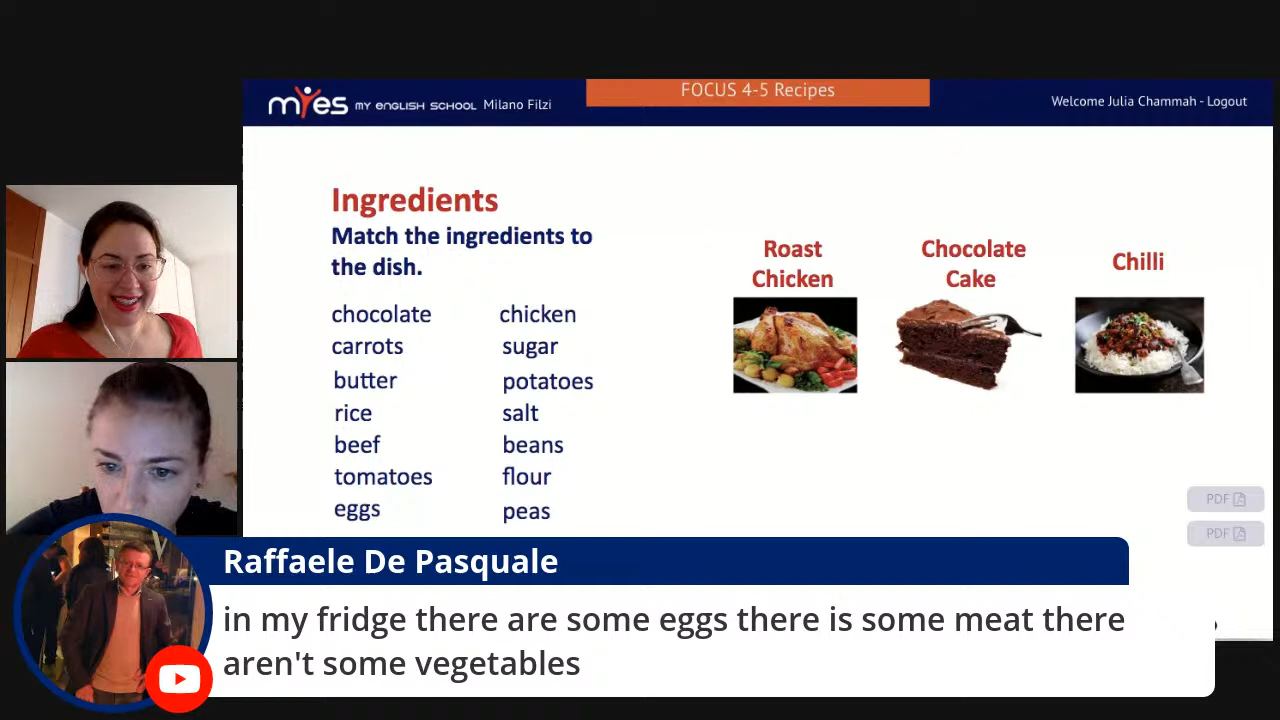 FOCUS 4-5 Recipes
myes MY ENGLISH SCHOOL Milano Filzi
Welcome Julia Chammah - Logout
Ingredients
Match the ingredients to
the dish.
chocolate chicken
carrots sugar
butter potatoes
rice salt
beef beans
tomatoes flour
eggs peas
Roast
Chicken
Chocolate
Cake
Chilli
PDF
PDF
Raffaele De Pasquale
in my fridge there are some eggs there is some meat there
aren't some vegetables